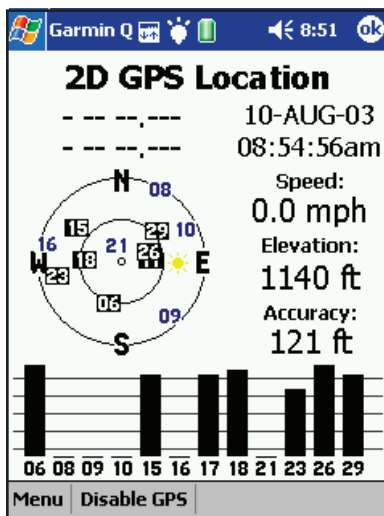 Garmin Q 8:51 ok
2D GPS Location
- -- --.--- 10-AUG-03
- -- --.--- 08:54:56am
Speed:
0.0 mph
Elevation:
1140 ft
Accuracy:
121 ft
N 08
15 29 10
16 21 26
W 18 E
23
06 09
S
06 08 09 10 15 16 17 18 21 23 26 29
Menu Disable GPS